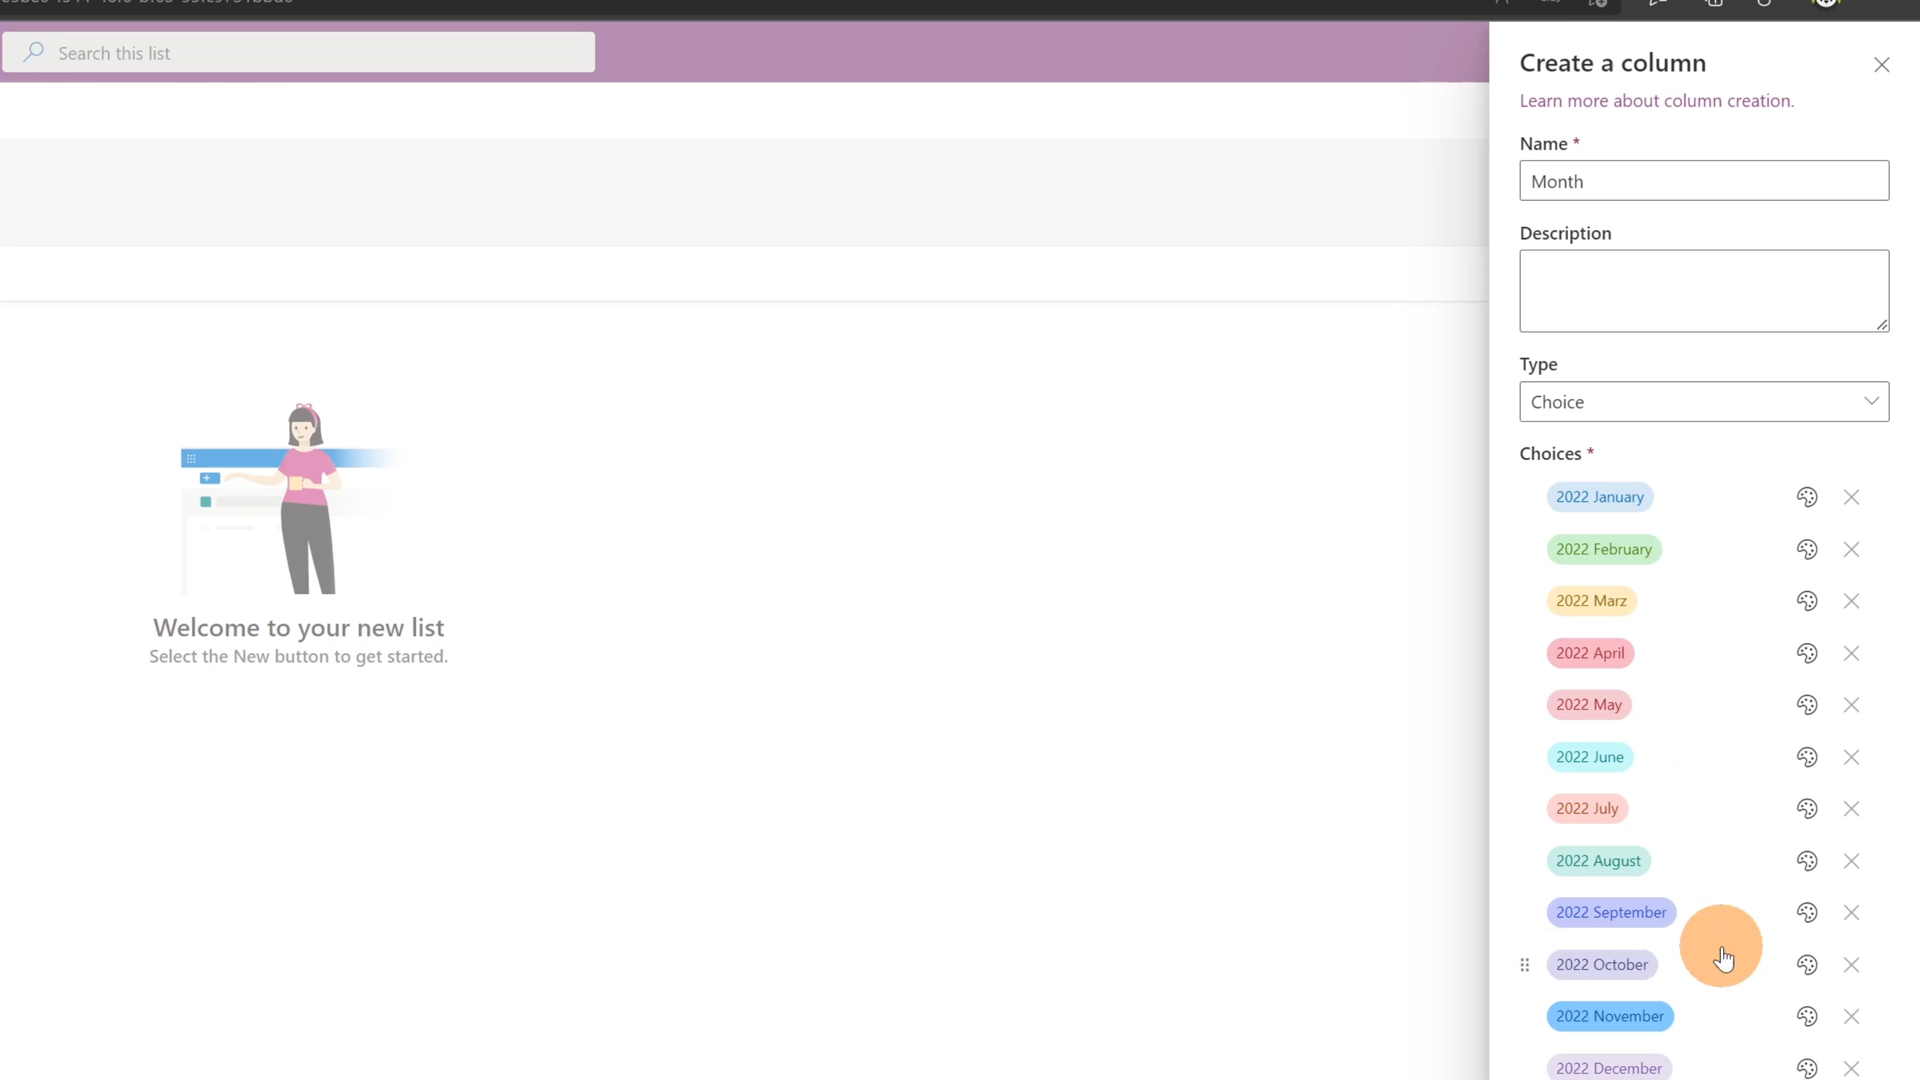 Search this list
Create a column
Learn more about column creation.
Name *
Month
Description
Type
Choice
Choices *
2022 January
2022 February
2022 Marz
2022 April
2022 May
2022 June
2022 July
2022 August
2022 September
2022 October
2022 November
2022 December
Welcome to your new list
Select the New button to get started.